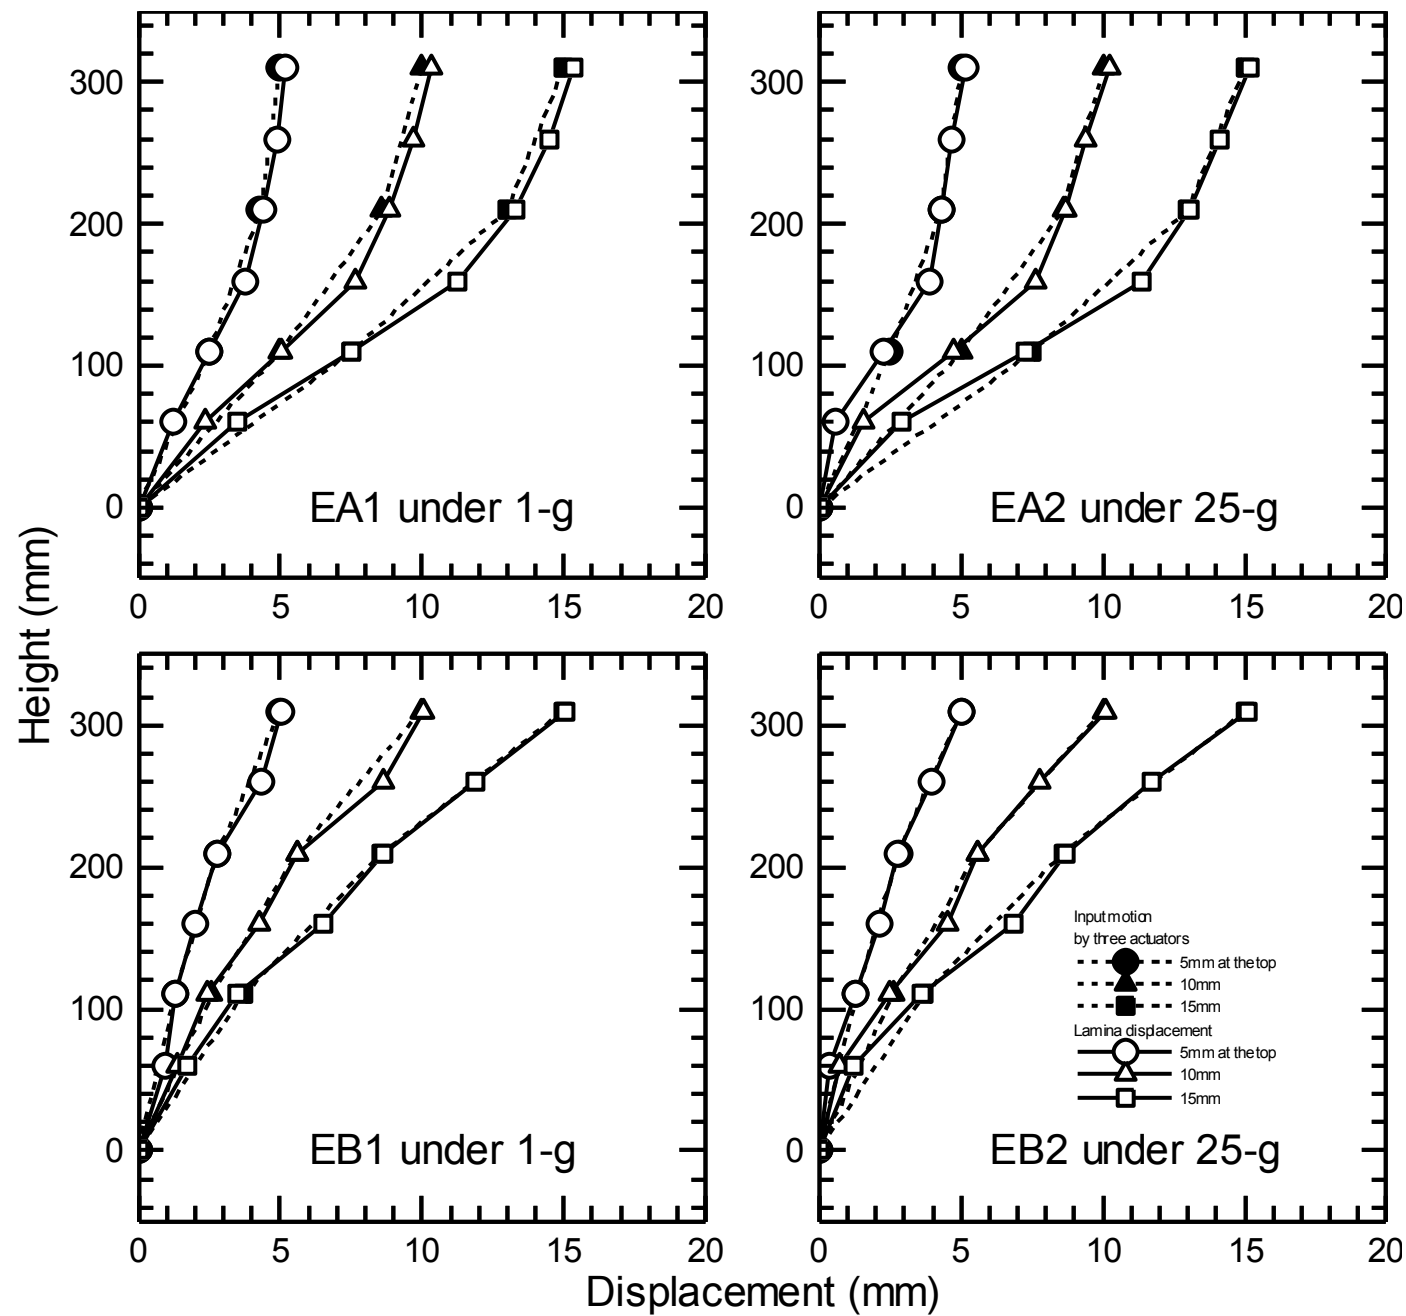 300
200
100
0
0 5 10 15 20
EA1 under 1-g
300
200
100
0
0 5 10 15 20
EA2 under 25-g
Height (mm)
300
200
100
0
0 5 10 15 20
EB1 under 1-g
300
200
100
0
0 5 10 15 20
Input motion
by three actuators
5mm at the top
10mm
15mm
Lamina displacement
5mm at the top
10mm
15mm
EB2 under 25-g
Displacement (mm)